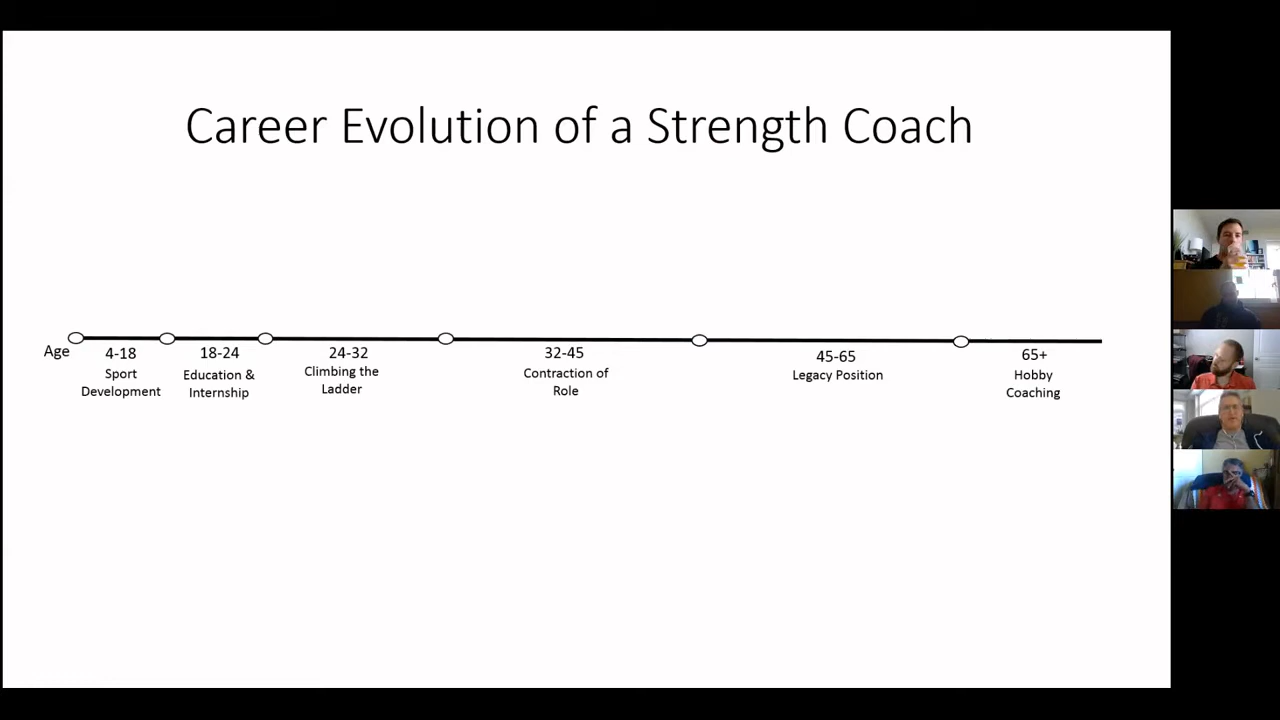 Career Evolution of a Strength Coach
Age
4-18
Sport
Development
18-24
Education &
Internship
24-32
Climbing the
Ladder
32-45
Contraction of
Role
45-65
Legacy Position
65+
Hobby
Coaching